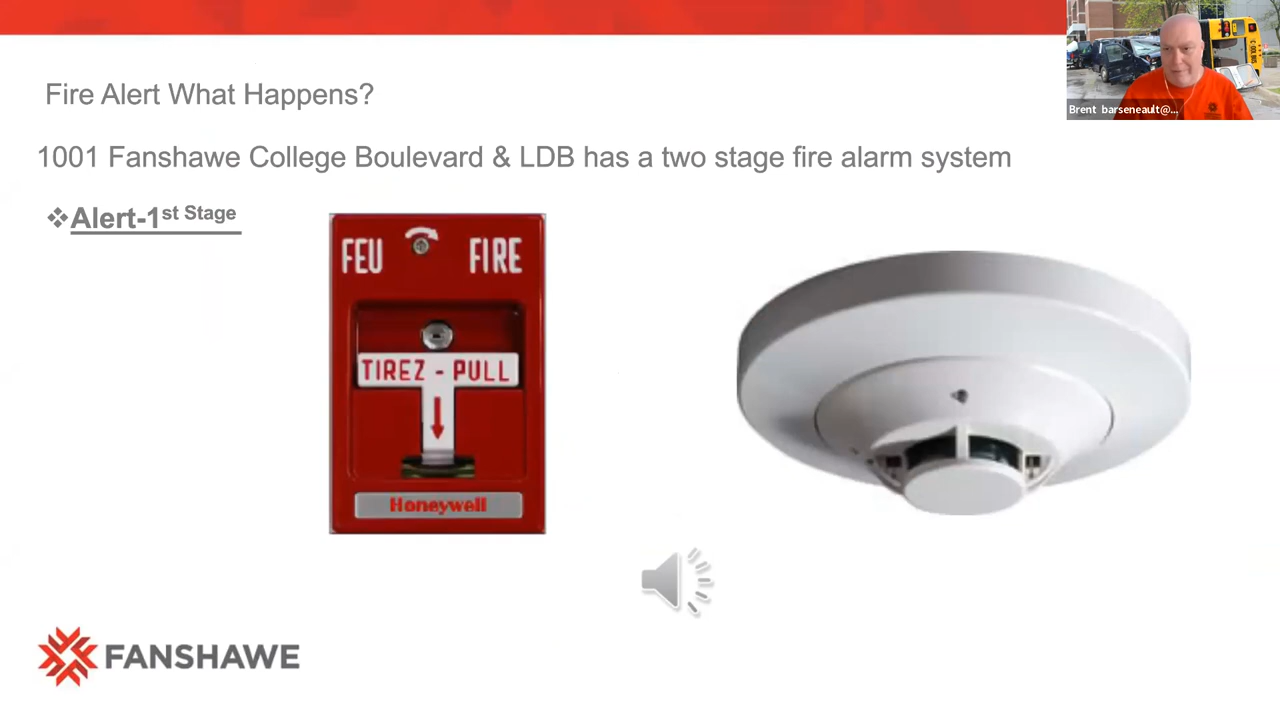 Fire Alert What Happens?
Brent barseneault@...
1001 Fanshawe College Boulevard & LDB has a two stage fire alarm system
❖Alert-1st Stage
FEU FIRE
TIREZ - PULL
Honeywell
FANSHAWE